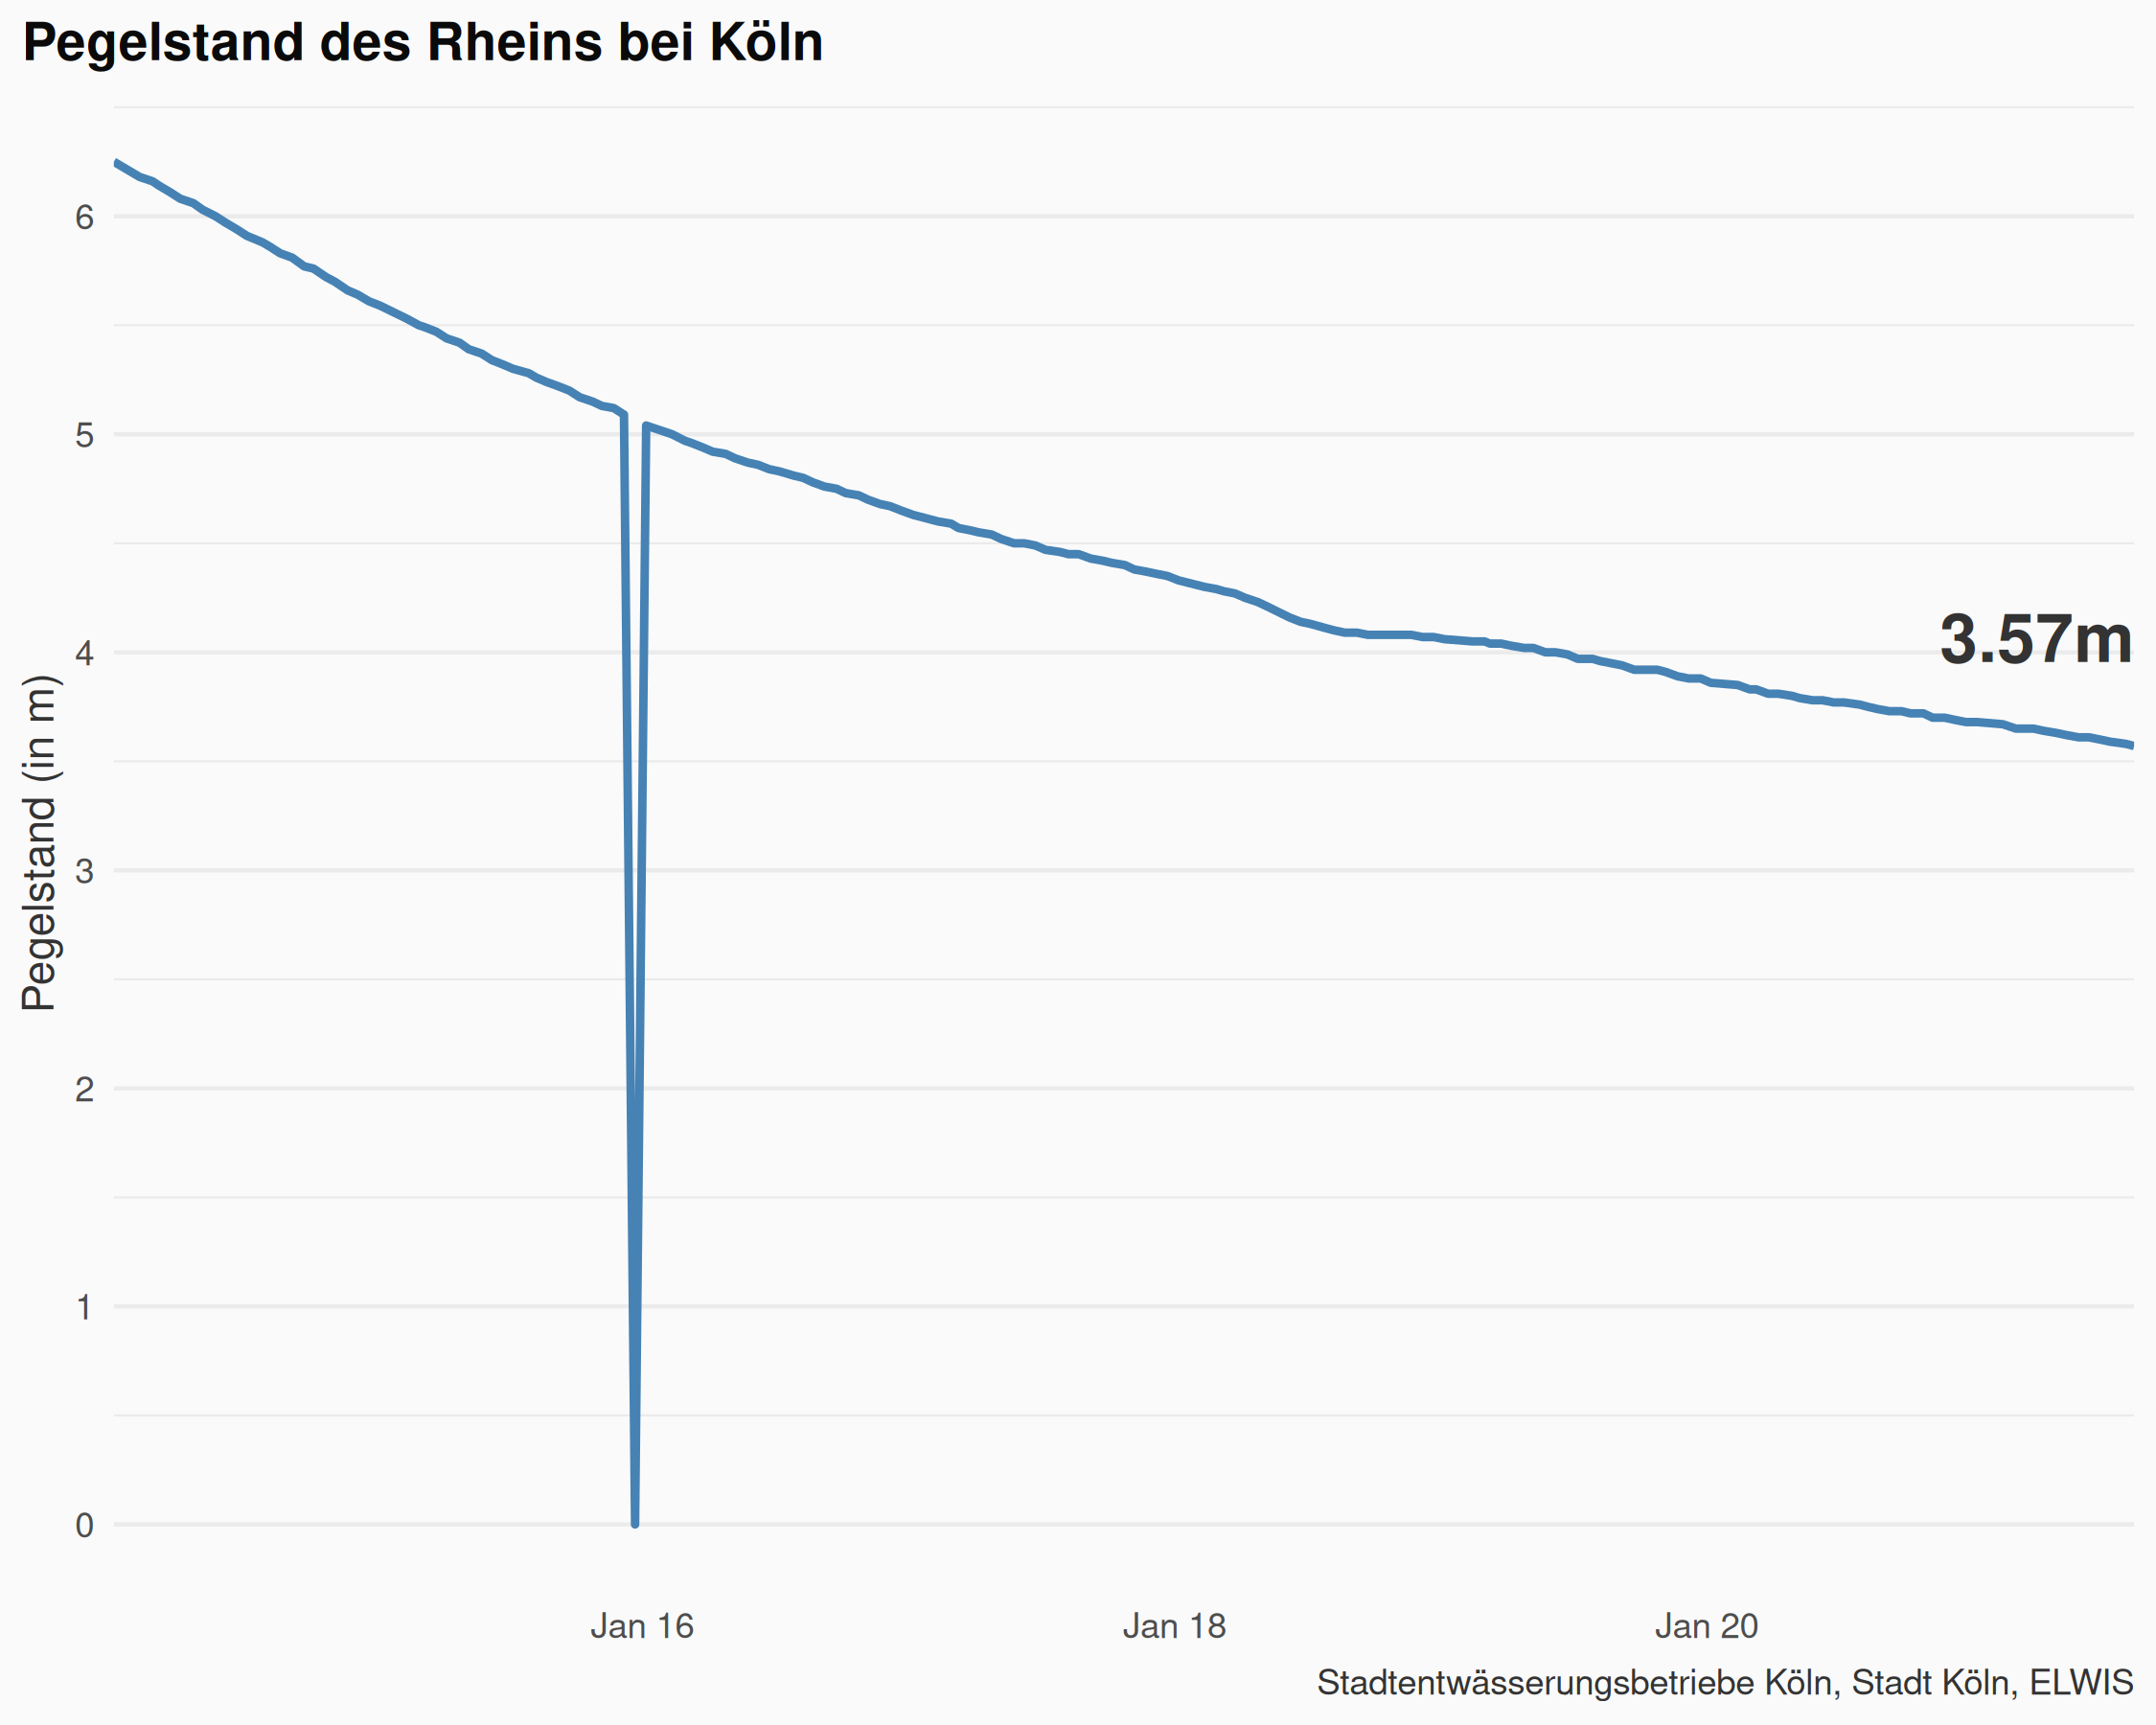 Pegelstand des Rheins bei Köln
Pegelstand (in m)
6
5
4
3
2
1
0
3.57m
Jan 16
Jan 18
Jan 20
Stadtentwässerungsbetriebe Köln, Stadt Köln, ELWIS